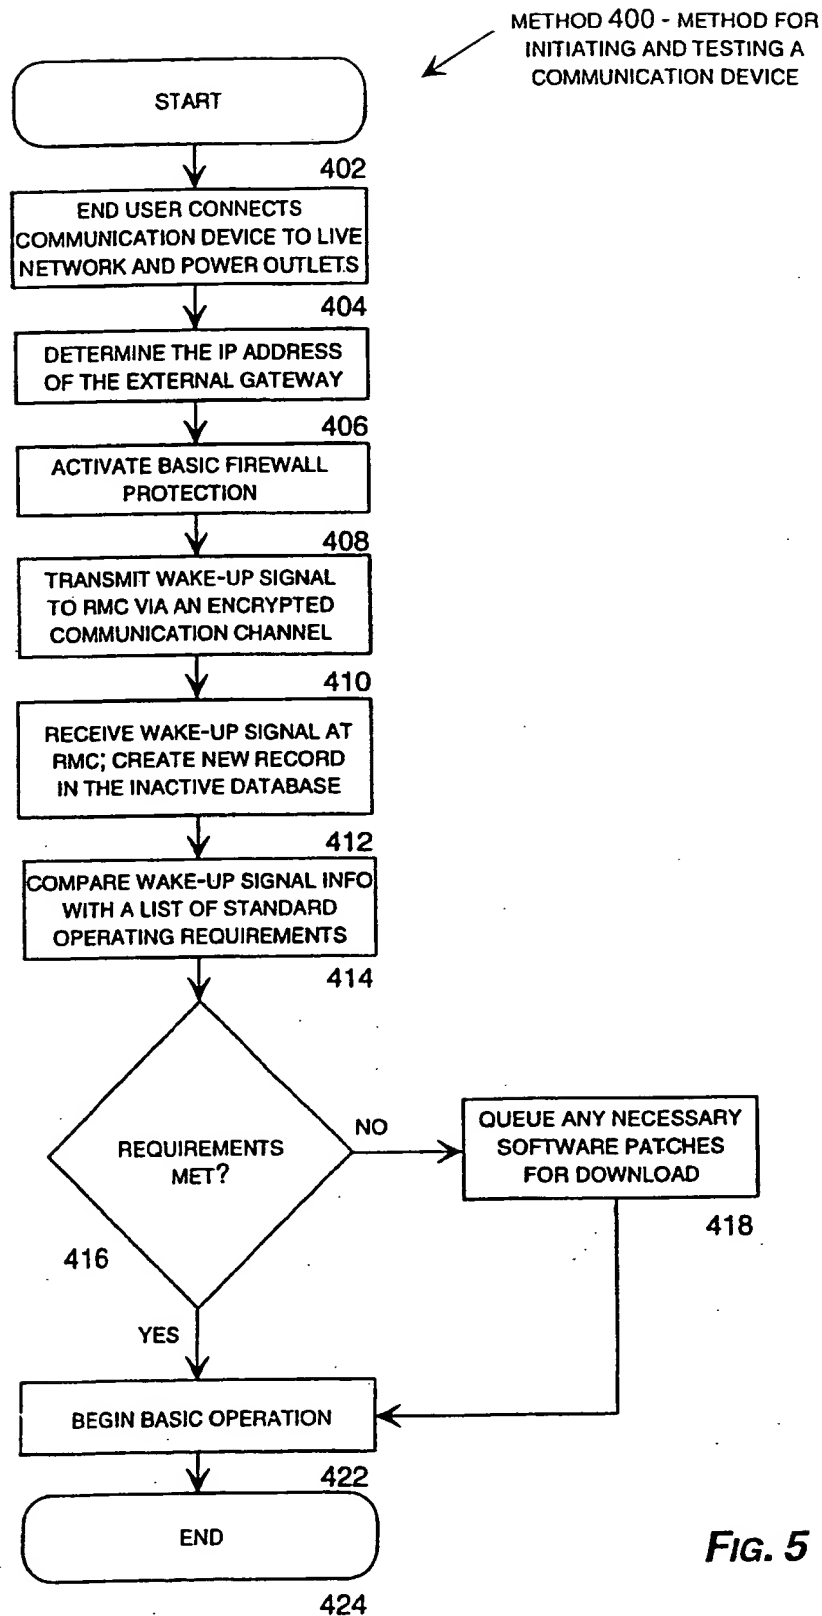 METHOD 400 - METHOD FOR
INITIATING AND TESTING A
COMMUNICATION DEVICE
START
402
END USER CONNECTS
COMMUNICATION DEVICE TO LIVE
NETWORK AND POWER OUTLETS
404
DETERMINE THE IP ADDRESS
OF THE EXTERNAL GATEWAY
406
ACTIVATE BASIC FIREWALL
PROTECTION
408
TRANSMIT WAKE-UP SIGNAL
TO RMC VIA AN ENCRYPTED
COMMUNICATION CHANNEL
410
RECEIVE WAKE-UP SIGNAL AT
RMC; CREATE NEW RECORD
IN THE INACTIVE DATABASE
412
COMPARE WAKE-UP SIGNAL INFO
WITH A LIST OF STANDARD
OPERATING REQUIREMENTS
414
REQUIREMENTS
MET?
416
NO
QUEUE ANY NECESSARY
SOFTWARE PATCHES
FOR DOWNLOAD
418
YES
BEGIN BASIC OPERATION
422
END
424
FIG. 5